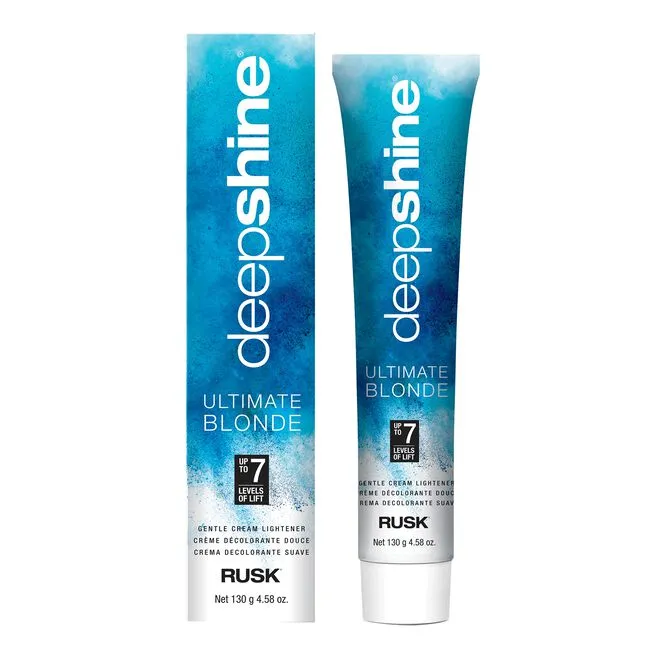 deepshine®
ULTIMATE
BLONDE
UP TO 7
LEVELS
OF LIFT
GENTLE CREAM LIGHTENER
CRÈME DÉCOLORANTE DOUCE
CREMA DECOLORANTE SUAVE
RUSK
Net 130 g 4.58 oz.
deepshine®
ULTIMATE
BLONDE
UP TO 7
LEVELS
OF LIFT
GENTLE CREAM LIGHTENER
CRÈME DÉCOLORANTE DOUCE
CREMA DECOLORANTE SUAVE
RUSK
Net 130 g 4.58 oz.